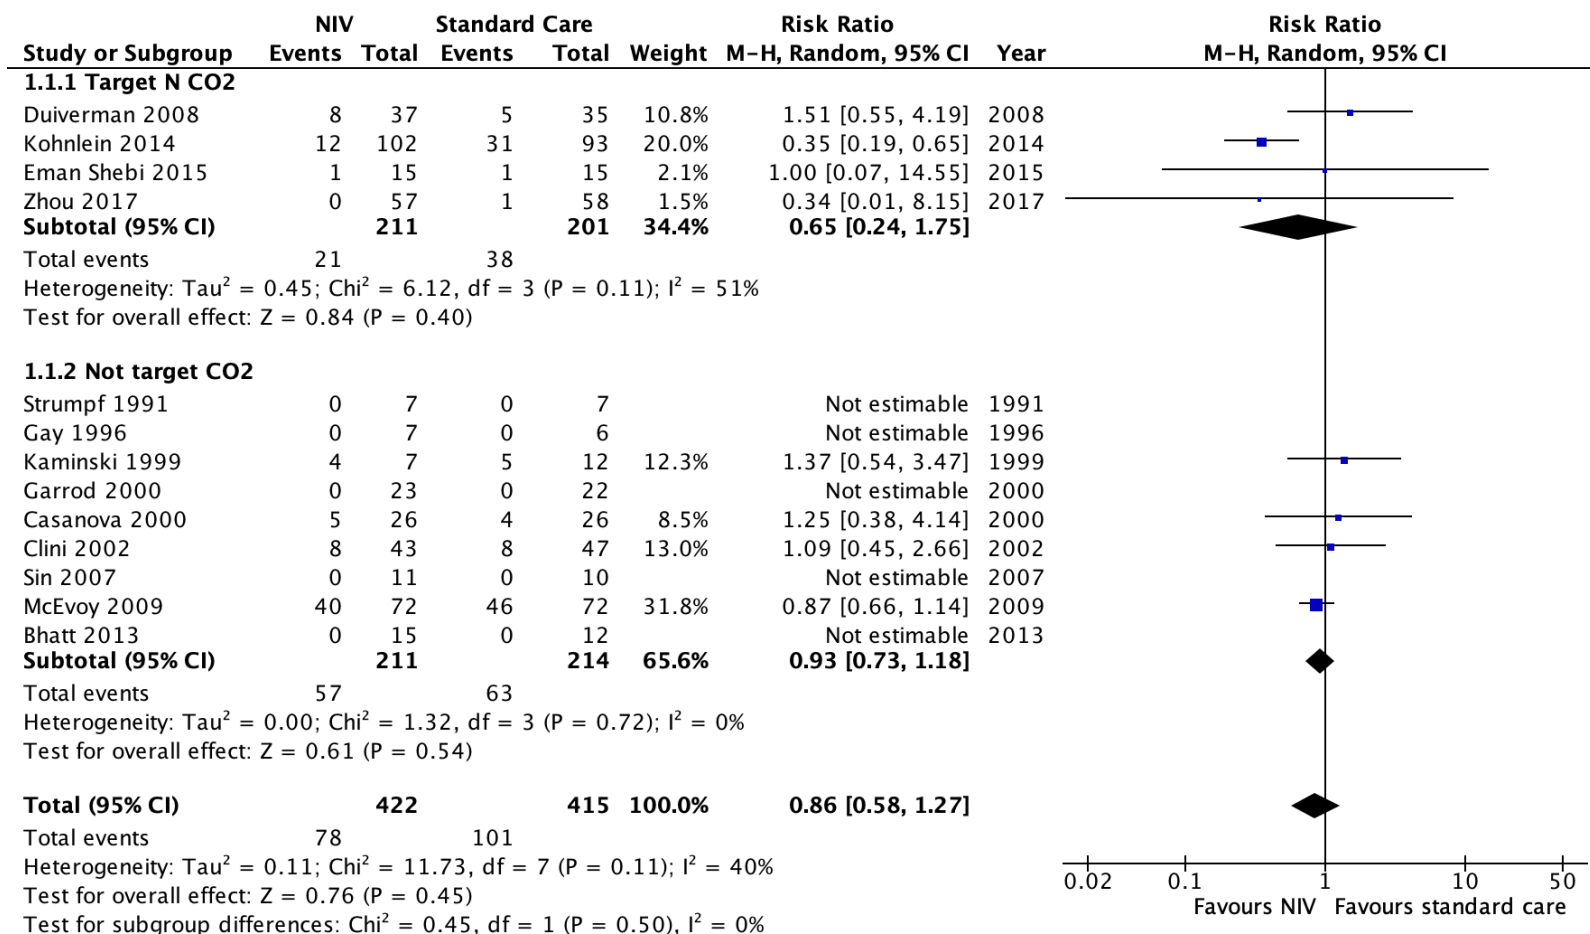 NIV Standard Care Risk Ratio Risk Ratio
Study or Subgroup Events Total Events Total Weight M-H, Random, 95% CI Year M-H, Random, 95% CI
1.1.1 Target N CO2
Duiverman 2008 8 37 5 35 10.8% 1.51 [0.55, 4.19] 2008
Kohnlein 2014 12 102 31 93 20.0% 0.35 [0.19, 0.65] 2014
Eman Shebi 2015 1 15 1 15 2.1% 1.00 [0.07, 14.55] 2015
Zhou 2017 0 57 1 58 1.5% 0.34 [0.01, 8.15] 2017
Subtotal (95% CI) 211 201 34.4% 0.65 [0.24, 1.75]
Total events 21 38
Heterogeneity: Tau² = 0.45; Chi² = 6.12, df = 3 (P = 0.11); I² = 51%
Test for overall effect: Z = 0.84 (P = 0.40)
1.1.2 Not target CO2
Strumpf 1991 0 7 0 7 Not estimable 1991
Gay 1996 0 7 0 6 Not estimable 1996
Kaminski 1999 4 7 5 12 12.3% 1.37 [0.54, 3.47] 1999
Garrod 2000 0 23 0 22 Not estimable 2000
Casanova 2000 5 26 4 26 8.5% 1.25 [0.38, 4.14] 2000
Clini 2002 8 43 8 47 13.0% 1.09 [0.45, 2.66] 2002
Sin 2007 0 11 0 10 Not estimable 2007
McEvoy 2009 40 72 46 72 31.8% 0.87 [0.66, 1.14] 2009
Bhatt 2013 0 15 0 12 Not estimable 2013
Subtotal (95% CI) 211 214 65.6% 0.93 [0.73, 1.18]
Total events 57 63
Heterogeneity: Tau² = 0.00; Chi² = 1.32, df = 3 (P = 0.72); I² = 0%
Test for overall effect: Z = 0.61 (P = 0.54)
Total (95% CI) 422 415 100.0% 0.86 [0.58, 1.27]
Total events 78 101
Heterogeneity: Tau² = 0.11; Chi² = 11.73, df = 7 (P = 0.11); I² = 40%
Test for overall effect: Z = 0.76 (P = 0.45)
Test for subgroup differences: Chi² = 0.45, df = 1 (P = 0.50), I² = 0%
0.02 0.1 1 10 50
Favours NIV Favours standard care